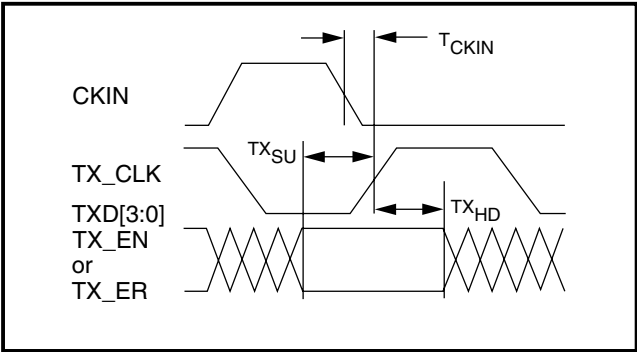 TCKIN
CKIN
TXSU
TX_CLK
TXD[3:0]
TXHD
TX_EN
or
TX_ER